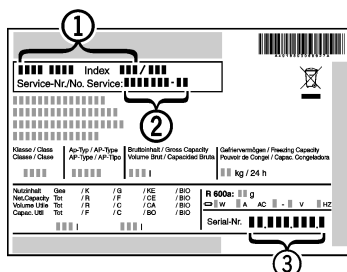 1
Index /
Service-Nr./No. Service: -
2
Klasse / Class
Classe / Clase
Ap-Typ / AP-Type
AP-Type / AP-Tipo
Bruttoinhalt / Gross Capacity
Volume Brut / Capacidad Bruta
Gefriervermögen / Freezing Capacity
Pouvoir de Congel / Capac. Congeladora
l
kg / 24 h
Nutzinhalt Ges / K / G / KE / BIO
Net.Capacity Tot / R / F / CE / BIO
Volume Utile Tot / R / C / CA / BIO
Capac. Util Tot / F / C / BO / BIO
l l
R 600a: g
W A AC - V HZ
Serial-Nr. . . .
3